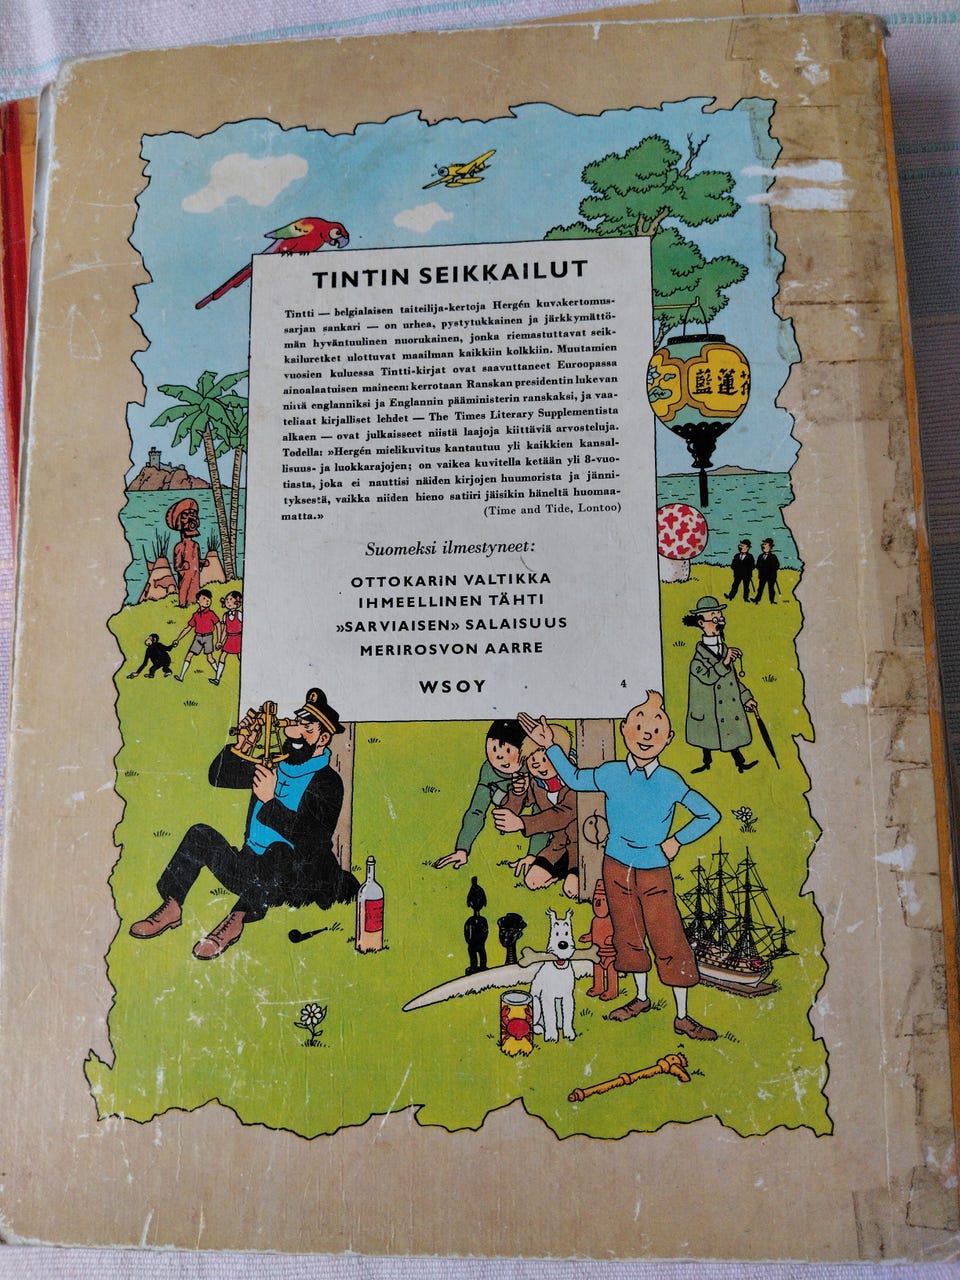 TINTIN SEIKKAILUT
Tintti — belgialaisen taiteilija-kertoja Hergén kuvakertomus-
sarjan sankari — on urhea, pystytukkainen ja järkkymättö-
män hyväntuulinen nuorukainen, jonka riemastuttavat seik-
kailuretket ulottuvat maailman kaikkiin kolkkiin. Muutamien
vuosien kuluessa Tintti-kirjat ovat saavuttaneet Euroopassa
ainoalaatuisen maineen: kerrotaan Ranskan presidentin lukevan
niitä englanniksi ja Englannin pääministerin ranskaksi, ja vaa-
teliaat kirjalliset lehdet — The Times Literary Supplementista
alkaen — ovat julkaisseet niistä laajoja kiittäviä arvosteluja.
Todella: »Hergén mielikuvitus kantautuu yli kaikkien kansal-
lisuus- ja luokkarajojen; on vaikea kuvitella ketään yli 8-vuo-
tiasta, joka ei nauttisi näiden kirjojen huumorista ja jänni-
tyksestä, vaikka niiden hieno satiiri jäisikin häneltä huomaa-
matta.» (Time and Tide, Lontoo)
Suomeksi ilmestyneet:
OTTOKARiN VALTIKKA
IHMEELLINEN TÄHTI
»SARVIAISEN» SALAISUUS
MERIROSVON AARRE
WSOY 4
藍蓮